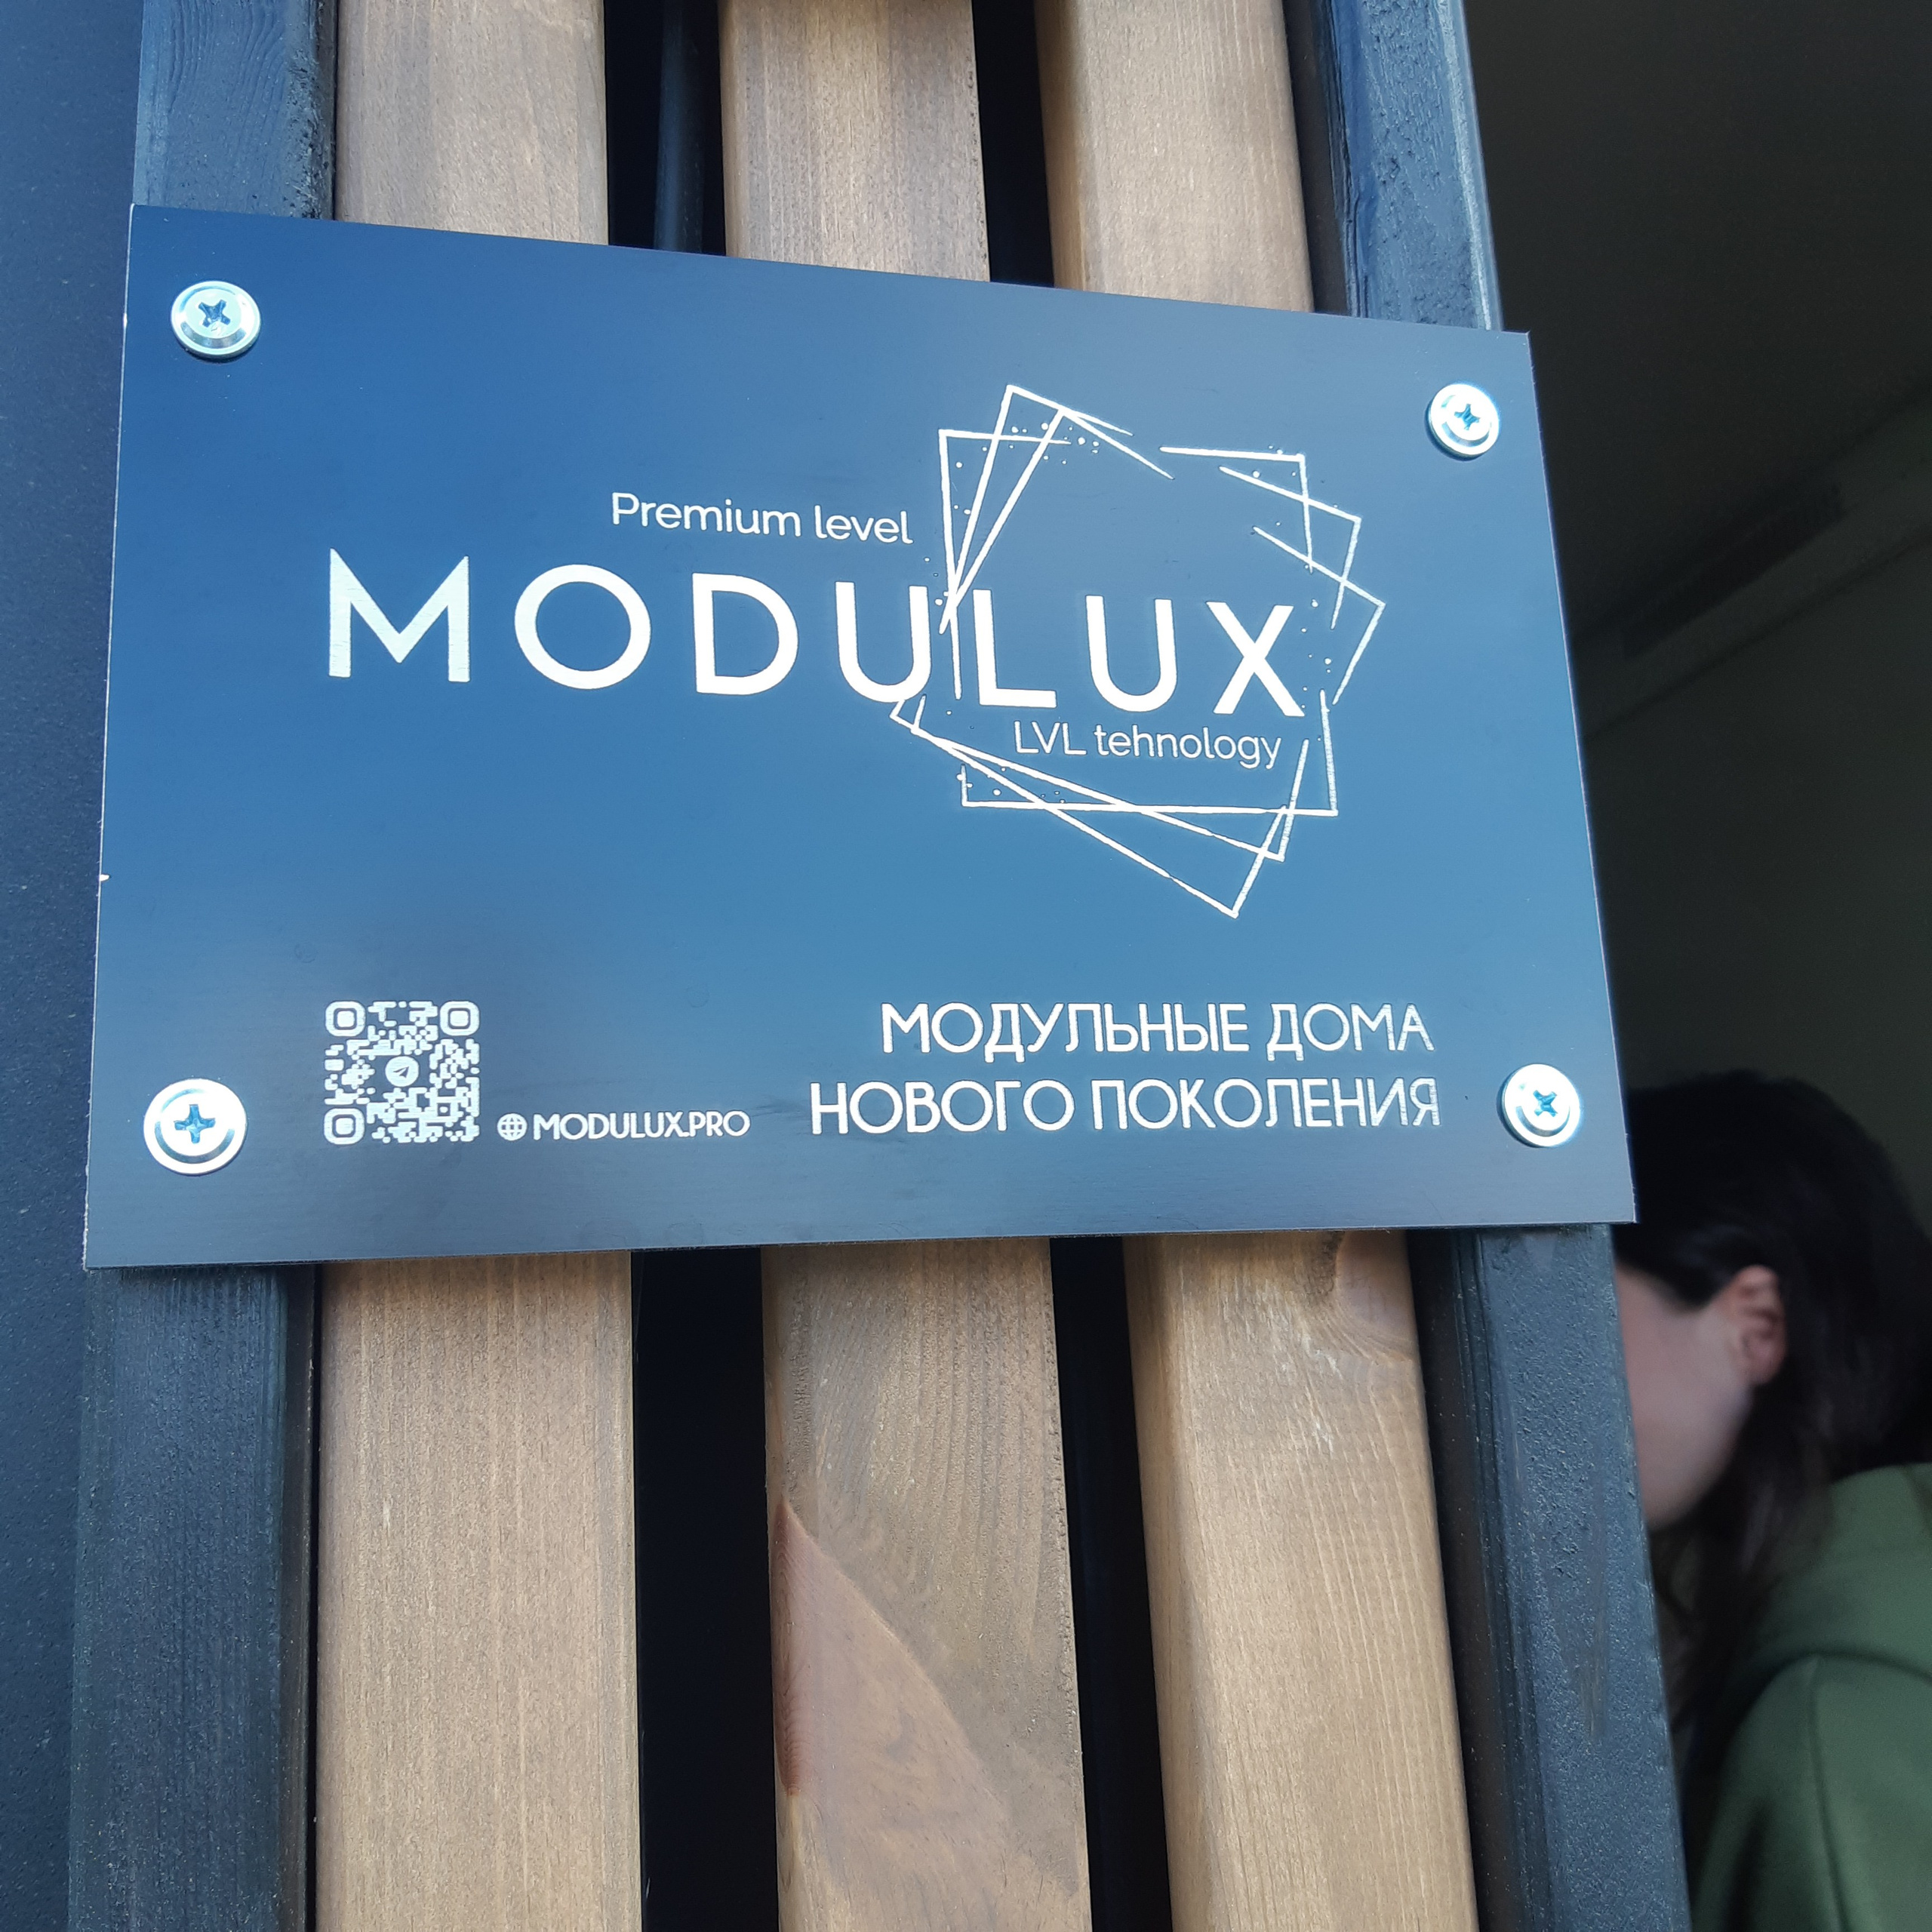 Premium level
MODULUX
LVL tehnology
МОДУЛЬНЫЕ ДОМА
НОВОГО ПОКОЛЕНИЯ
MODULUX.PRO